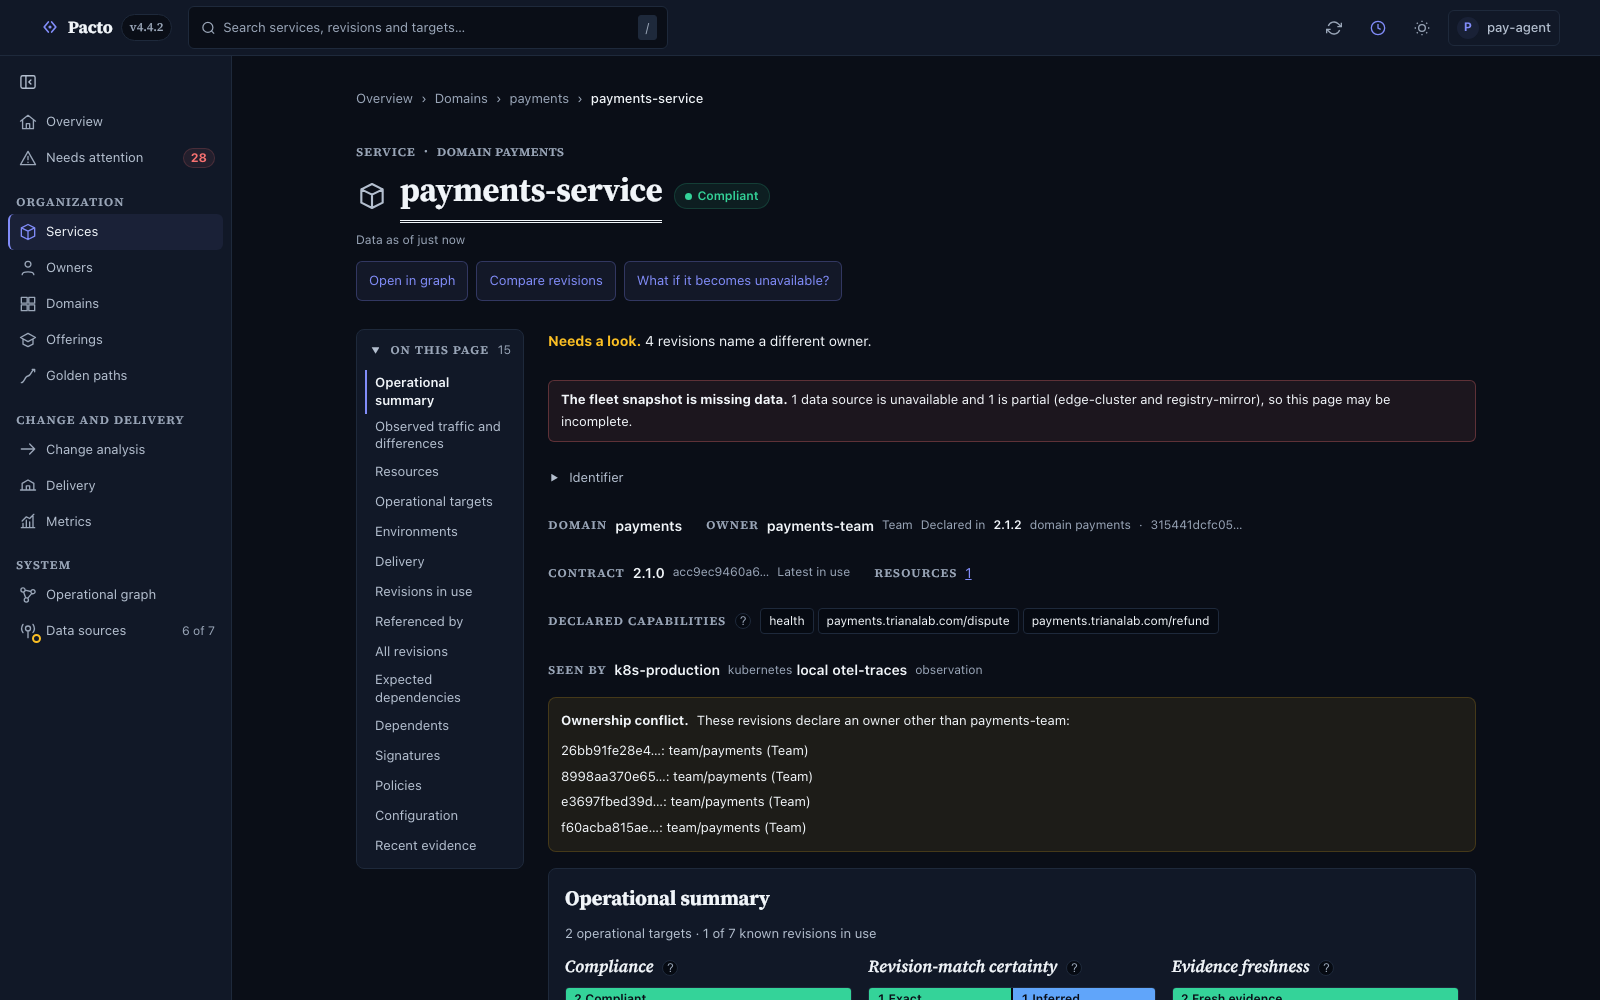 Pacto v4.4.2
Search services, revisions and targets... /
P pay-agent
Overview
Needs attention 28
ORGANIZATION
Services
Owners
Domains
Offerings
Golden paths
CHANGE AND DELIVERY
Change analysis
Delivery
Metrics
SYSTEM
Operational graph
Data sources 6 of 7
Overview › Domains › payments › payments-service
SERVICE · DOMAIN PAYMENTS
payments-service Compliant
Data as of just now
Open in graph Compare revisions What if it becomes unavailable?
ON THIS PAGE 15
Operational
summary
Observed traffic and
differences
Resources
Operational targets
Environments
Delivery
Revisions in use
Referenced by
All revisions
Expected
dependencies
Dependents
Signatures
Policies
Configuration
Recent evidence
Needs a look. 4 revisions name a different owner.
The fleet snapshot is missing data. 1 data source is unavailable and 1 is partial (edge-cluster and registry-mirror), so this page may be
incomplete.
Identifier
DOMAIN payments OWNER payments-team Team Declared in 2.1.2 domain payments · 315441dcfc05...
CONTRACT 2.1.0 acc9ec9460a6... Latest in use RESOURCES 1
DECLARED CAPABILITIES ? health payments.trianalab.com/dispute payments.trianalab.com/refund
SEEN BY k8s-production kubernetes local otel-traces observation
Ownership conflict. These revisions declare an owner other than payments-team:
26bb91fe28e4...: team/payments (Team)
8998aa370e65...: team/payments (Team)
e3697fbed39d...: team/payments (Team)
f60acba815ae...: team/payments (Team)
Operational summary
2 operational targets · 1 of 7 known revisions in use
Compliance ? Revision-match certainty ? Evidence freshness ?
2 Compliant 1 Exact 1 Inferred 2 Fresh evidence